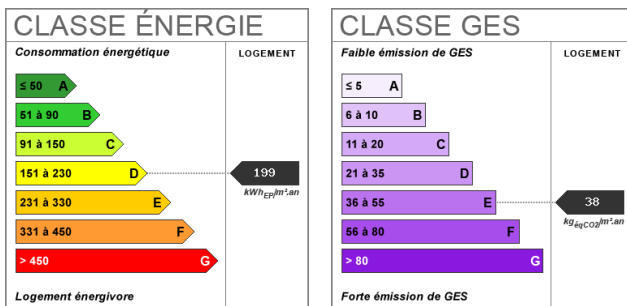 CLASSE ÉNERGIE
Consommation énergétique
LOGEMENT
≤ 50 A
51 à 90 B
91 à 150 C
151 à 230 D
199
kWhEP/m².an
231 à 330 E
331 à 450 F
> 450 G
Logement énergivore
CLASSE GES
Faible émission de GES
LOGEMENT
≤ 5 A
6 à 10 B
11 à 20 C
21 à 35 D
36 à 55 E
38
kgéqCO2/m².an
56 à 80 F
> 80 G
Forte émission de GES